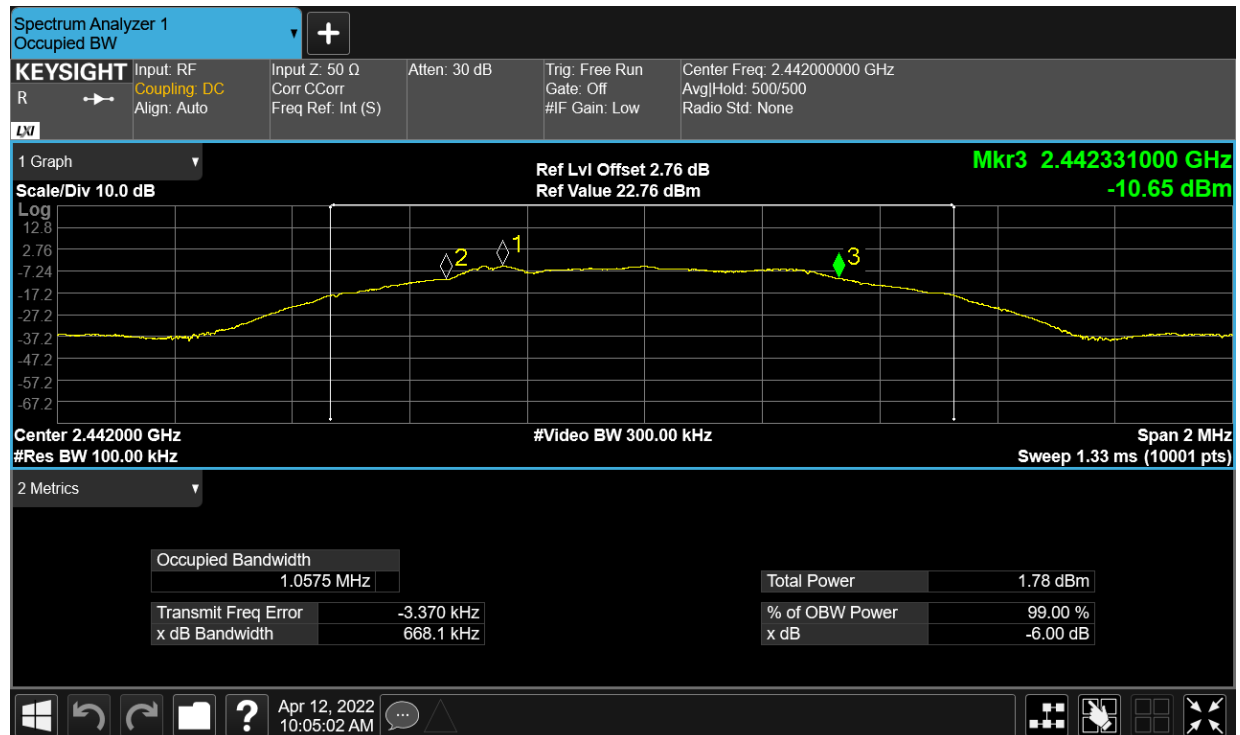 Spectrum Analyzer 1
Occupied BW
+
KEYSIGHT
R
LXI
Input: RF
Coupling: DC
Align: Auto
Input Z: 50 Ω
Corr CCorr
Freq Ref: Int (S)
Atten: 30 dB
Trig: Free Run
Gate: Off
#IF Gain: Low
Center Freq: 2.442000000 GHz
Avg|Hold: 500/500
Radio Std: None
1 Graph
Scale/Div 10.0 dB
Ref Lvl Offset 2.76 dB
Ref Value 22.76 dBm
Mkr3 2.442331000 GHz
-10.65 dBm
Log
12.8
2.76
-7.24
-17.2
-27.2
-37.2
-47.2
-57.2
-67.2
2
1
3
Center 2.442000 GHz
#Res BW 100.00 kHz
#Video BW 300.00 kHz
Span 2 MHz
Sweep 1.33 ms (10001 pts)
2 Metrics
Occupied Bandwidth
1.0575 MHz
Transmit Freq Error -3.370 kHz
x dB Bandwidth 668.1 kHz
Total Power 1.78 dBm
% of OBW Power 99.00 %
x dB -6.00 dB
?
Apr 12, 2022
10:05:02 AM